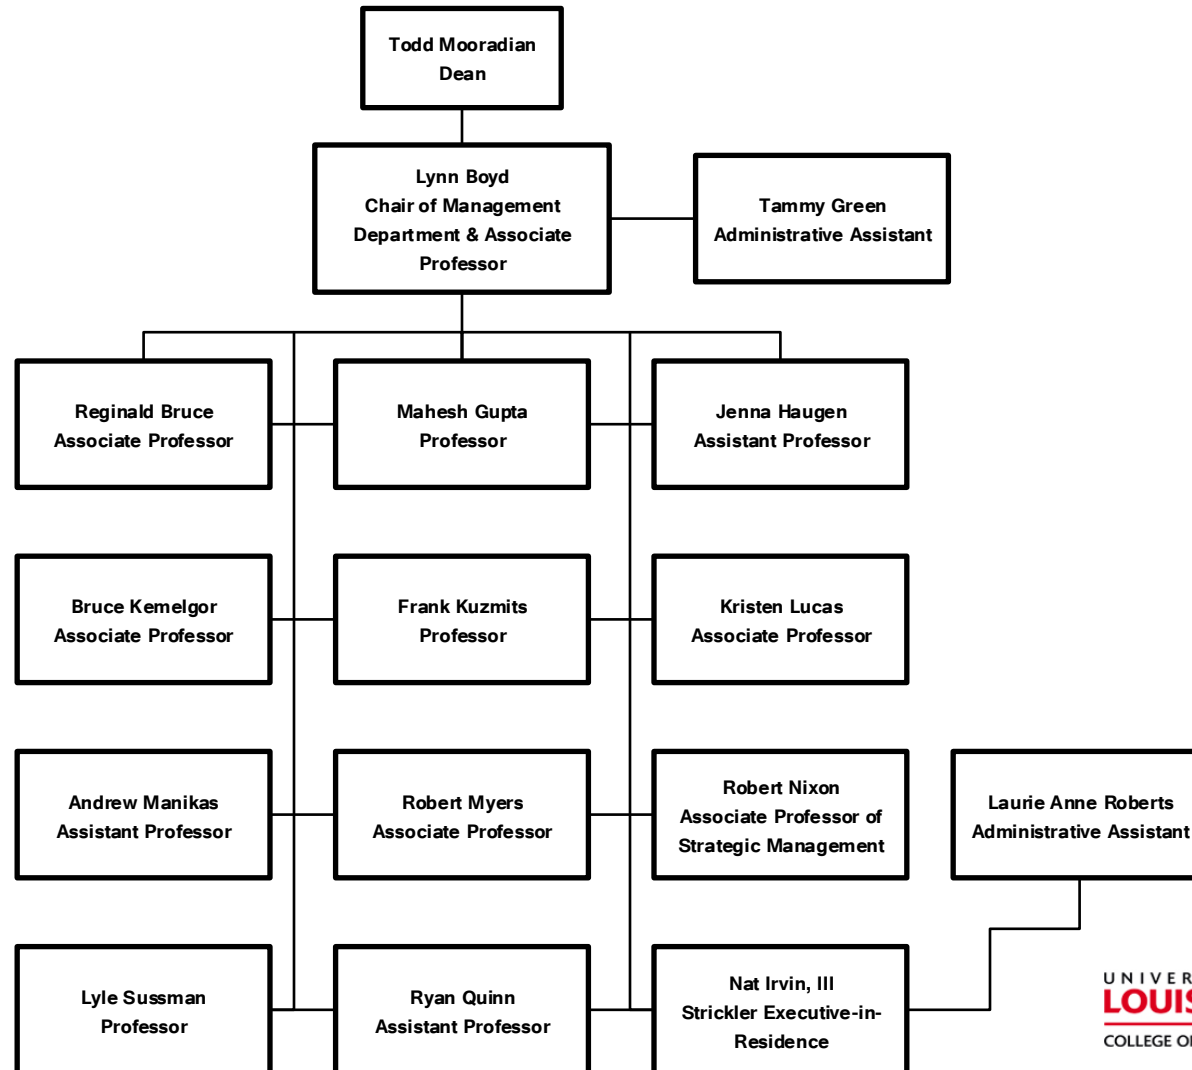 Todd Mooradian
Dean
Lynn Boyd
Chair of Management
Department & Associate
Professor
Tammy Green
Administrative Assistant
Reginald Bruce
Associate Professor
Mahesh Gupta
Professor
Jenna Haugen
Assistant Professor
Bruce Kemelgor
Associate Professor
Frank Kuzmits
Professor
Kristen Lucas
Associate Professor
Andrew Manikas
Assistant Professor
Robert Myers
Associate Professor
Robert Nixon
Associate Professor of
Strategic Management
Laurie Anne Roberts
Administrative Assistant
Lyle Sussman
Professor
Ryan Quinn
Assistant Professor
Nat Irvin, III
Strickler Executive-in-
Residence
COLLEGE